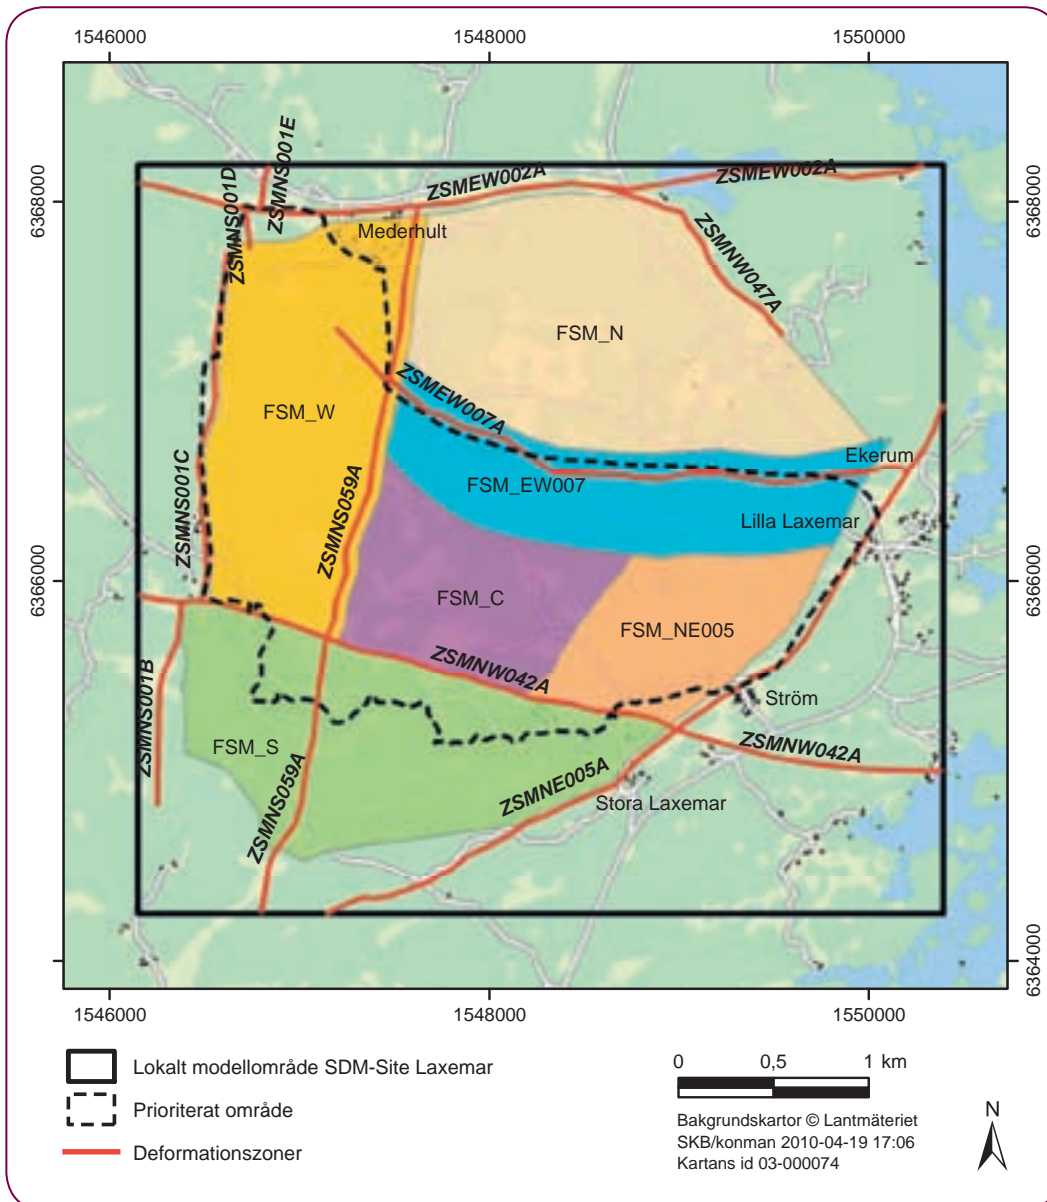 1546000
1548000
1550000
6368000
6366000
6364000
6368000
6366000
6364000
ZSMNS001E
ZSMNS001D
ZSMEW002A
ZSMEW002A
Mederhult
ZSMNW047A
FSM_N
FSM_W
ZSMEW007A
Ekerum
FSM_EW007
ZSMNS001C
ZSMNS059A
Lilla Laxemar
FSM_C
FSM_NE005
ZSMNW042A
Ström
ZSMNS001B
FSM_S
ZSMNW042A
ZSMNS059A
ZSMNE005A
Stora Laxemar
1546000
1548000
1550000
Lokalt modellområde SDM-Site Laxemar
Prioriterat område
Deformationszoner
0 0,5 1 km
Bakgrundskartor © Lantmäteriet
SKB/konman 2010-04-19 17:06
Kartans id 03-000074
N